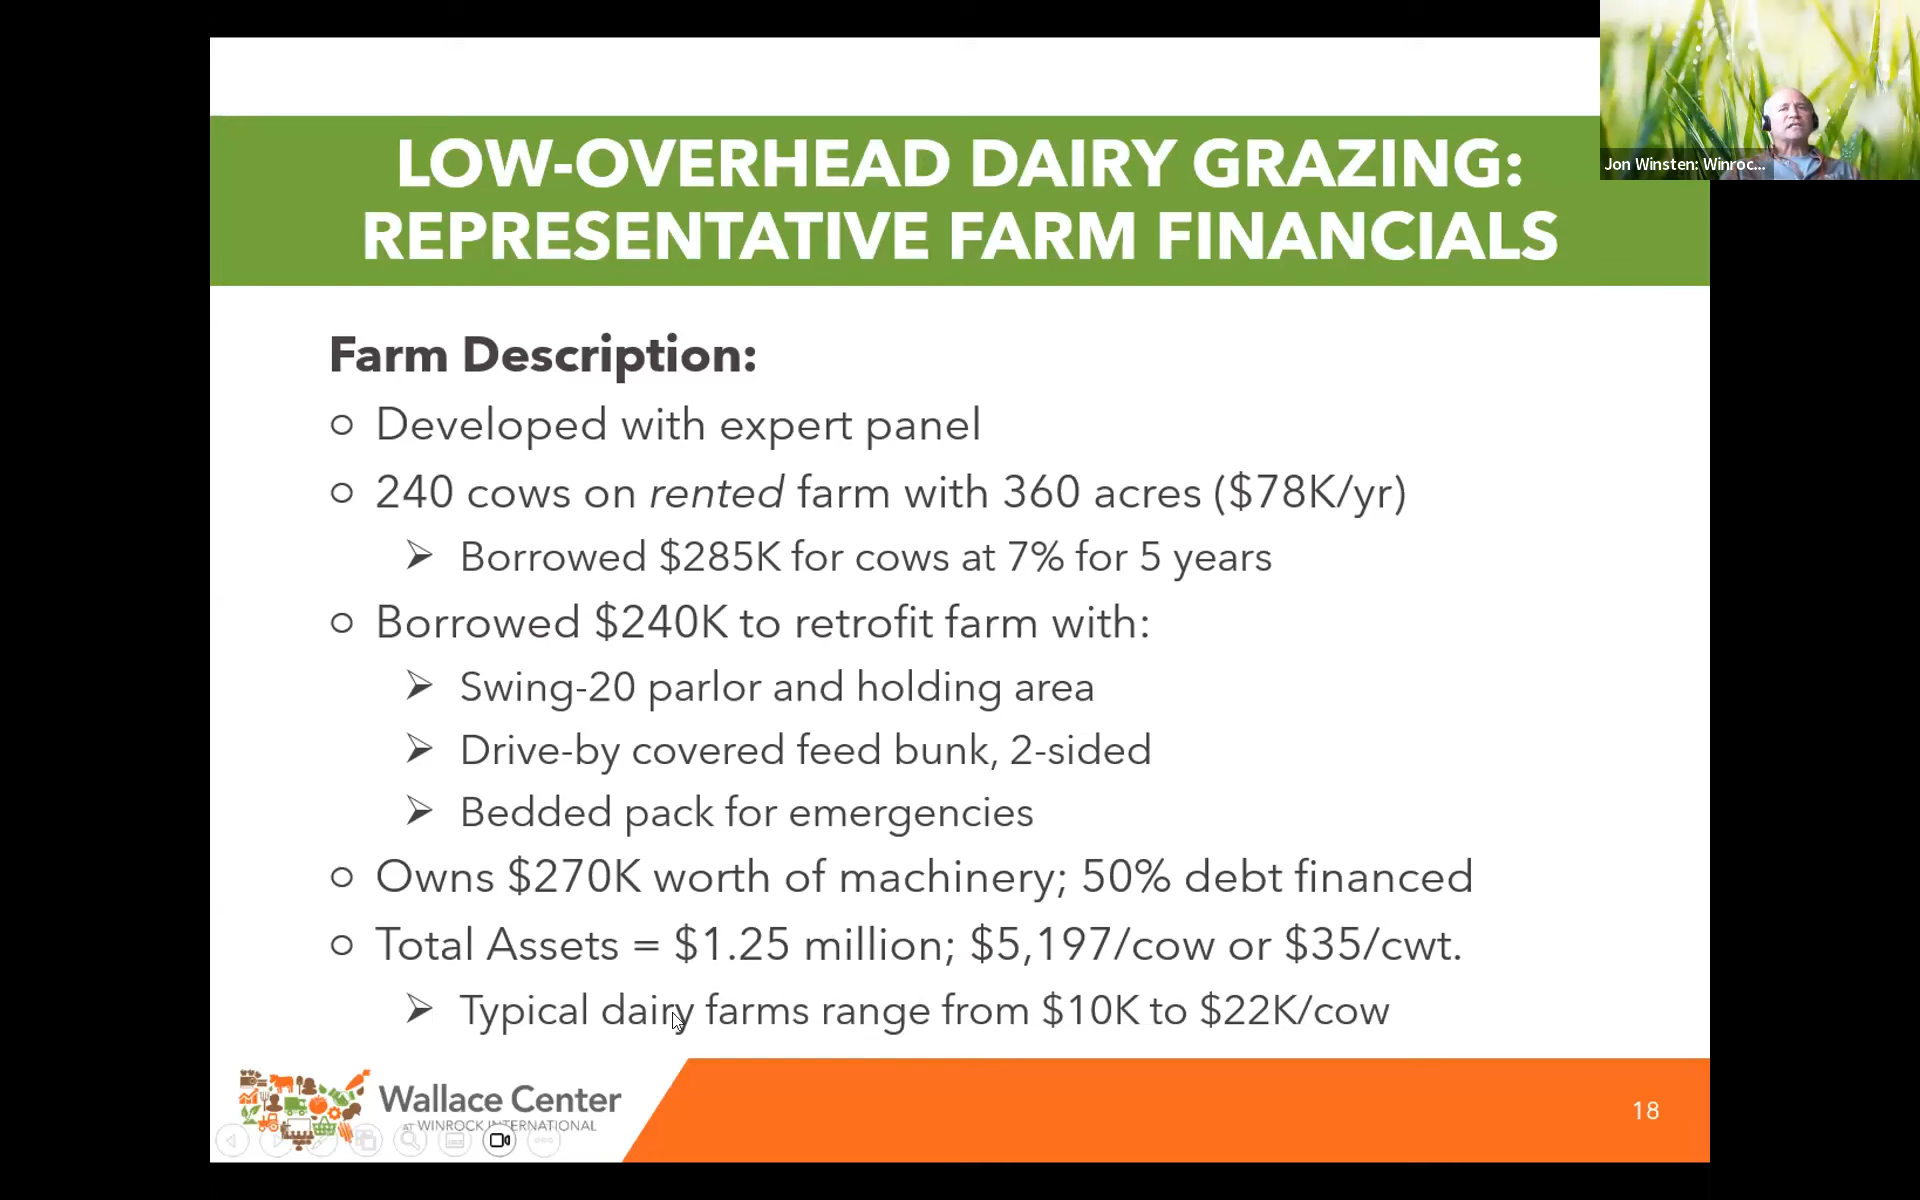 LOW-OVERHEAD DAIRY GRAZING:
REPRESENTATIVE FARM FINANCIALS
Jon Winsten: Winroc...
Farm Description:
Developed with expert panel
240 cows on rented farm with 360 acres ($78K/yr)
Borrowed $285K for cows at 7% for 5 years
Borrowed $240K to retrofit farm with:
Swing-20 parlor and holding area
Drive-by covered feed bunk, 2-sided
Bedded pack for emergencies
Owns $270K worth of machinery; 50% debt financed
Total Assets = $1.25 million; $5,197/cow or $35/cwt.
Typical dairy farms range from $10K to $22K/cow
Wallace Center
AT WINROCK INTERNATIONAL
18